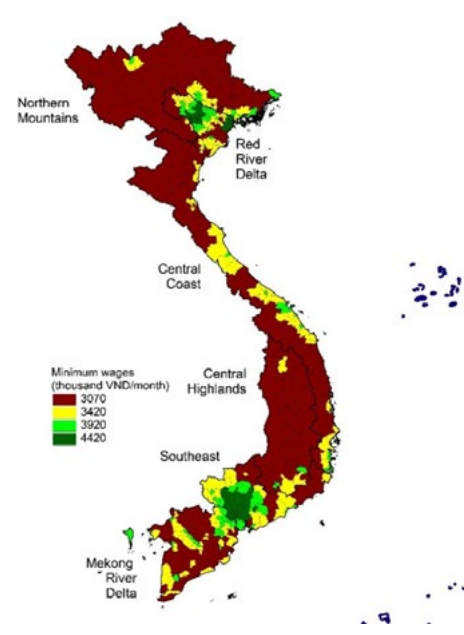 Northern
Mountains
Red
River
Delta
Central
Coast
Minimum wages
(thousand VND/month)
3070
3420
3920
4420
Central
Highlands
Southeast
Mekong
River
Delta